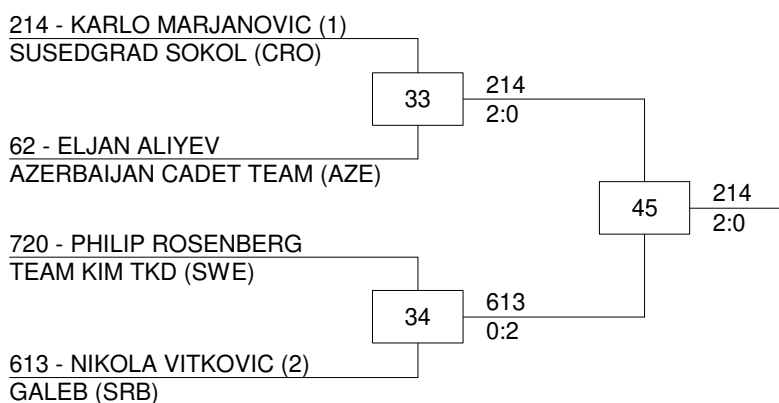 214 - KARLO MARJANOVIC (1)
SUSEDGRAD SOKOL (CRO)
33
214
2:0
62 - ELJAN ALIYEV
AZERBAIJAN CADET TEAM (AZE)
45
214
2:0
720 - PHILIP ROSENBERG
TEAM KIM TKD (SWE)
34
613
0:2
613 - NIKOLA VITKOVIC (2)
GALEB (SRB)